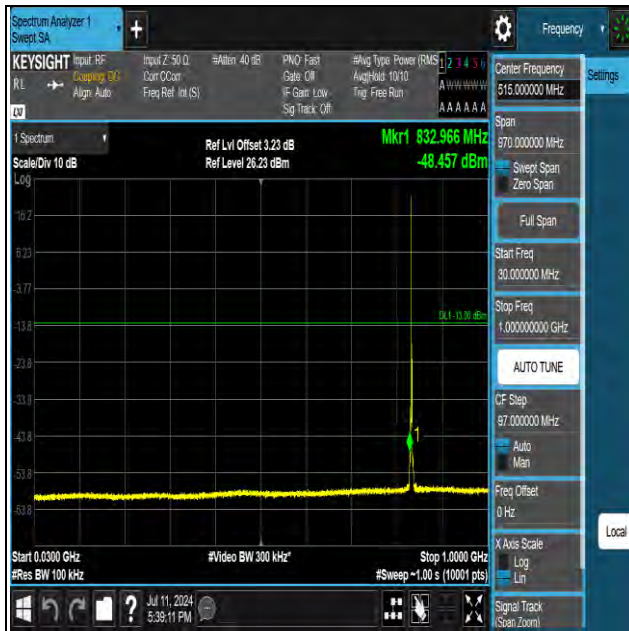 Spectrum Analyzer 1
Swept SA
+
Frequency
KEYSIGHT
RL
Input: RF
Coupling: DC
Align: Auto
Input Z: 50 Ω
Corr CCorr
Freq Ref: Int (S)
#Atten: 40 dB
PNO: Fast
Gate: Off
IF Gain: Low
Sig Track: Off
#Avg Type: Power (RMS
Avg|Hold: 10/10
Trig: Free Run
1 2 3 4 5 6
A W W W W W
A A A A A A
LXI
1 Spectrum
Scale/Div 10 dB
Log
Ref Lvl Offset 3.23 dB
Ref Level 26.23 dBm
Mkr1 832.966 MHz
-48.457 dBm
16.2
6.23
-3.77
-13.8
-23.8
-33.8
-43.8
-53.8
-63.8
DL1 -13.00 dBm
1
Start 0.0300 GHz
#Res BW 100 kHz
#Video BW 300 kHz*
Stop 1.0000 GHz
#Sweep ~1.00 s (10001 pts)
Jul 11, 2024
5:39:11 PM
?
Center Frequency
515.000000 MHz
Settings
Span
970.000000 MHz
Swept Span
Zero Span
Full Span
Start Freq
30.000000 MHz
Stop Freq
1.000000000 GHz
AUTO TUNE
CF Step
97.000000 MHz
Auto
Man
Freq Offset
0 Hz
X Axis Scale
Log
Lin
Local
Signal Track
(Span Zoom)